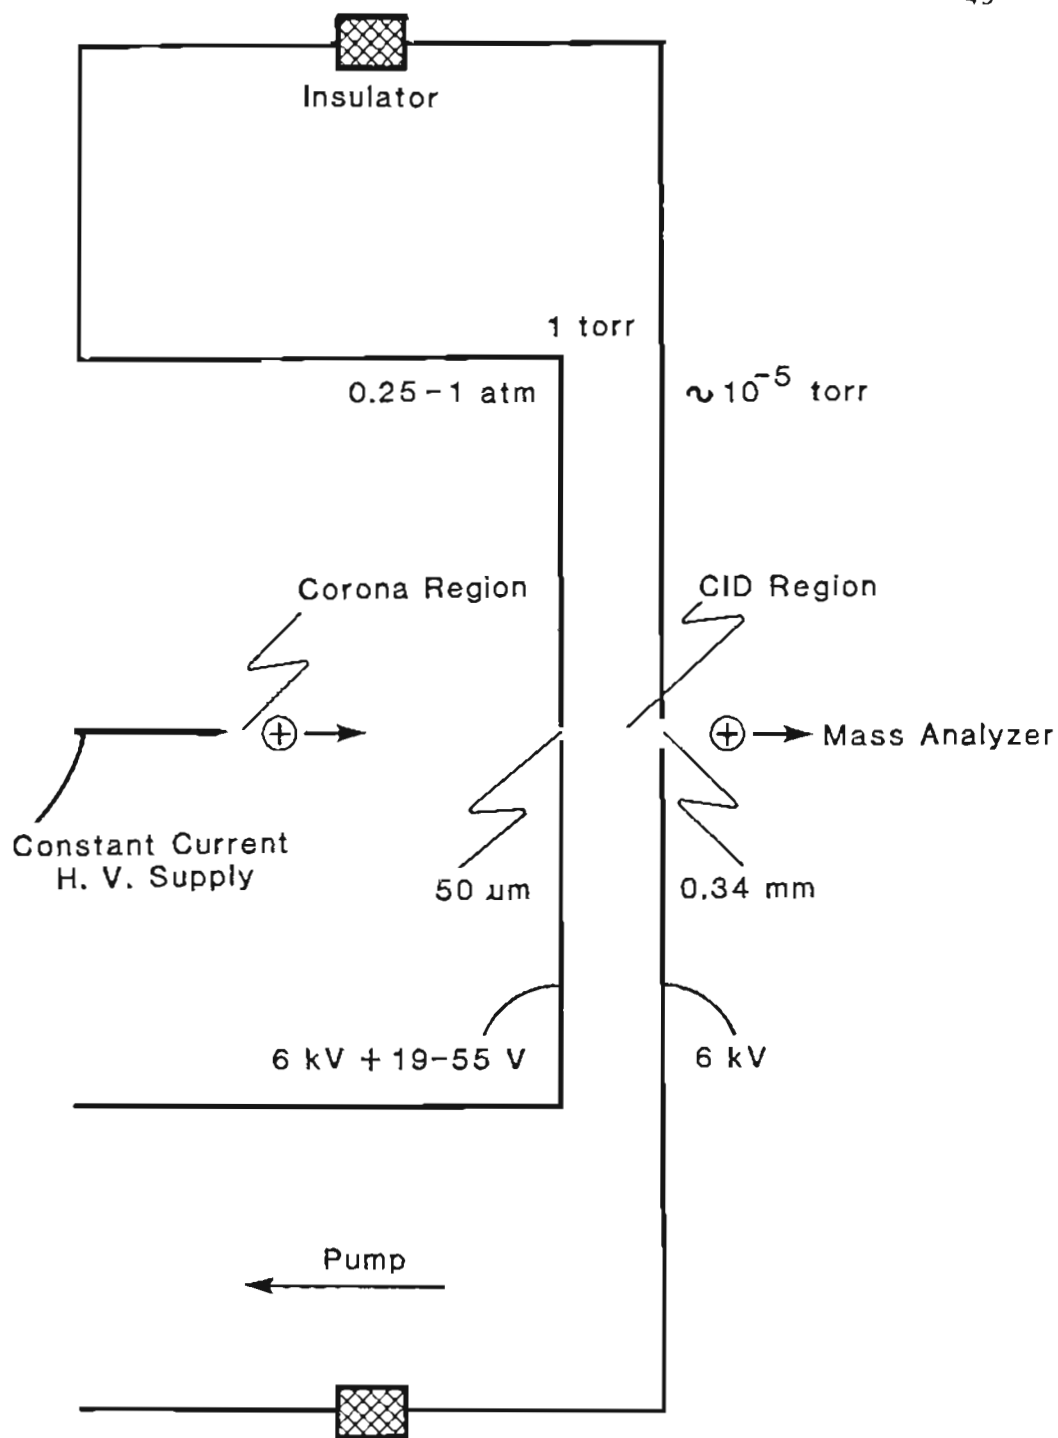 Insulator
1 torr
0.25-1 atm
~10⁻⁵ torr
Corona Region
CID Region
+
+
Mass Analyzer
Constant Current
H. V. Supply
50 µm
0.34 mm
6 kV + 19-55 V
6 kV
Pump